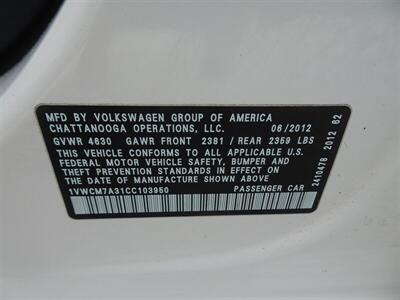 MFD BY VOLKSWAGEN GROUP OF AMERICA
CHATTANOOGA OPERATIONS, LLC. 06/2012
GVWR 4630 GAWR FRONT 2381 / REAR 2359 LBS
THIS VEHICLE CONFORMS TO ALL APPLICABLE U.S.
FEDERAL MOTOR VEHICLE SAFETY, BUMPER AND
THEFT PREVENTION STANDARDS IN EFFECT
ON THE DATE OF MANUFACTURE SHOWN ABOVE
1VWCM7A31CC103950 PASSENGER CAR
2410478 2012 62